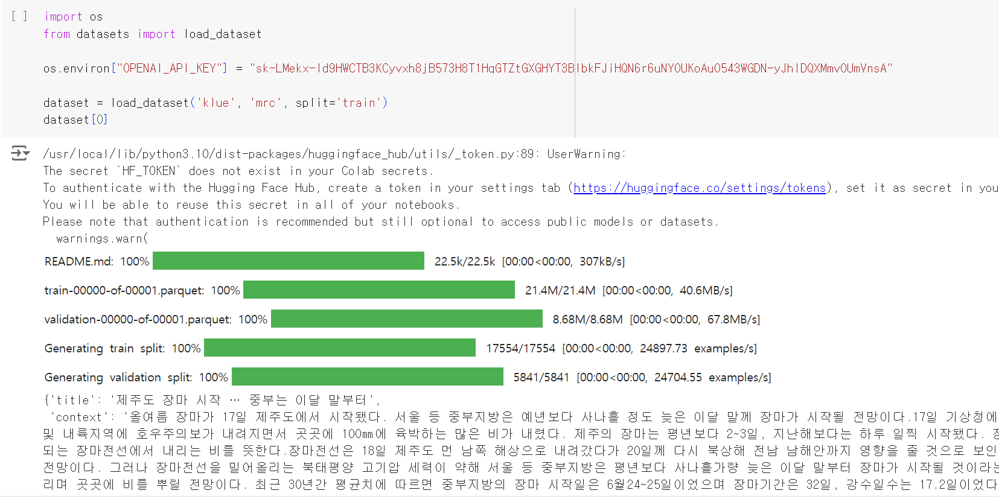 [ ] import os
from datasets import load_dataset
os.environ["OPENAI_API_KEY"] =
dataset = load_dataset('klue', 'mrc', split='train')
dataset[0]
/usr/local/lib/python3.10/dist-packages/huggingface_hub/utils/_token.py:89: UserWarning:
The secret `HF_TOKEN` does not exist in your Colab secrets.
To authenticate with the Hugging Face Hub, create a token in your settings tab (https://huggingface.co/settings/tokens), set it as secret in you
You will be able to reuse this secret in all of your notebooks.
Please note that authentication is recommended but still optional to access public models or datasets.
warnings.warn(
README.md: 100% 22.5k/22.5k [00:00<00:00, 307kB/s]
train-00000-of-00001.parquet: 100% 21.4M/21.4M [00:00<00:00, 40.6MB/s]
validation-00000-of-00001.parquet: 100% 8.68M/8.68M [00:00<00:00, 67.8MB/s]
Generating train split: 100% 17554/17554 [00:00<00:00, 24897.73 examples/s]
Generating validation split: 100% 5841/5841 [00:00<00:00, 24704.55 examples/s]
{'title': '제주도 장마 시작 … 중부는 이달 말부터',
'context': '올여름 장마가 17일 제주도에서 시작됐다. 서울 등 중부지방은 예년보다 사나흘 정도 늦은 이달 말께 장마가 시작될 전망이다.17일 기상청에
및 내륙지역에 호우주의보가 내려지면서 곳곳에 100㎜에 육박하는 많은 비가 내렸다. 제주의 장마는 평년보다 2~3일, 지난해보다는 하루 일찍 시작됐다. 장
되는 장마전선에서 내리는 비를 뜻한다.장마전선은 18일 제주도 먼 남쪽 해상으로 내려갔다가 20일께 다시 북상해 전남 남해안까지 영향을 줄 것으로 보인
전망이다. 그러나 장마전선을 밀어올리는 북태평양 고기압 세력이 약해 서울 등 중부지방은 평년보다 사나흘가량 늦은 이달 말부터 장마가 시작될 것이라는
리며 곳곳에 비를 뿌릴 전망이다. 최근 30년간 평균치에 따르면 중부지방의 장마 시작일은 6월24~25일이었으며 장마기간은 32일, 강수일수는 17.2일이었다